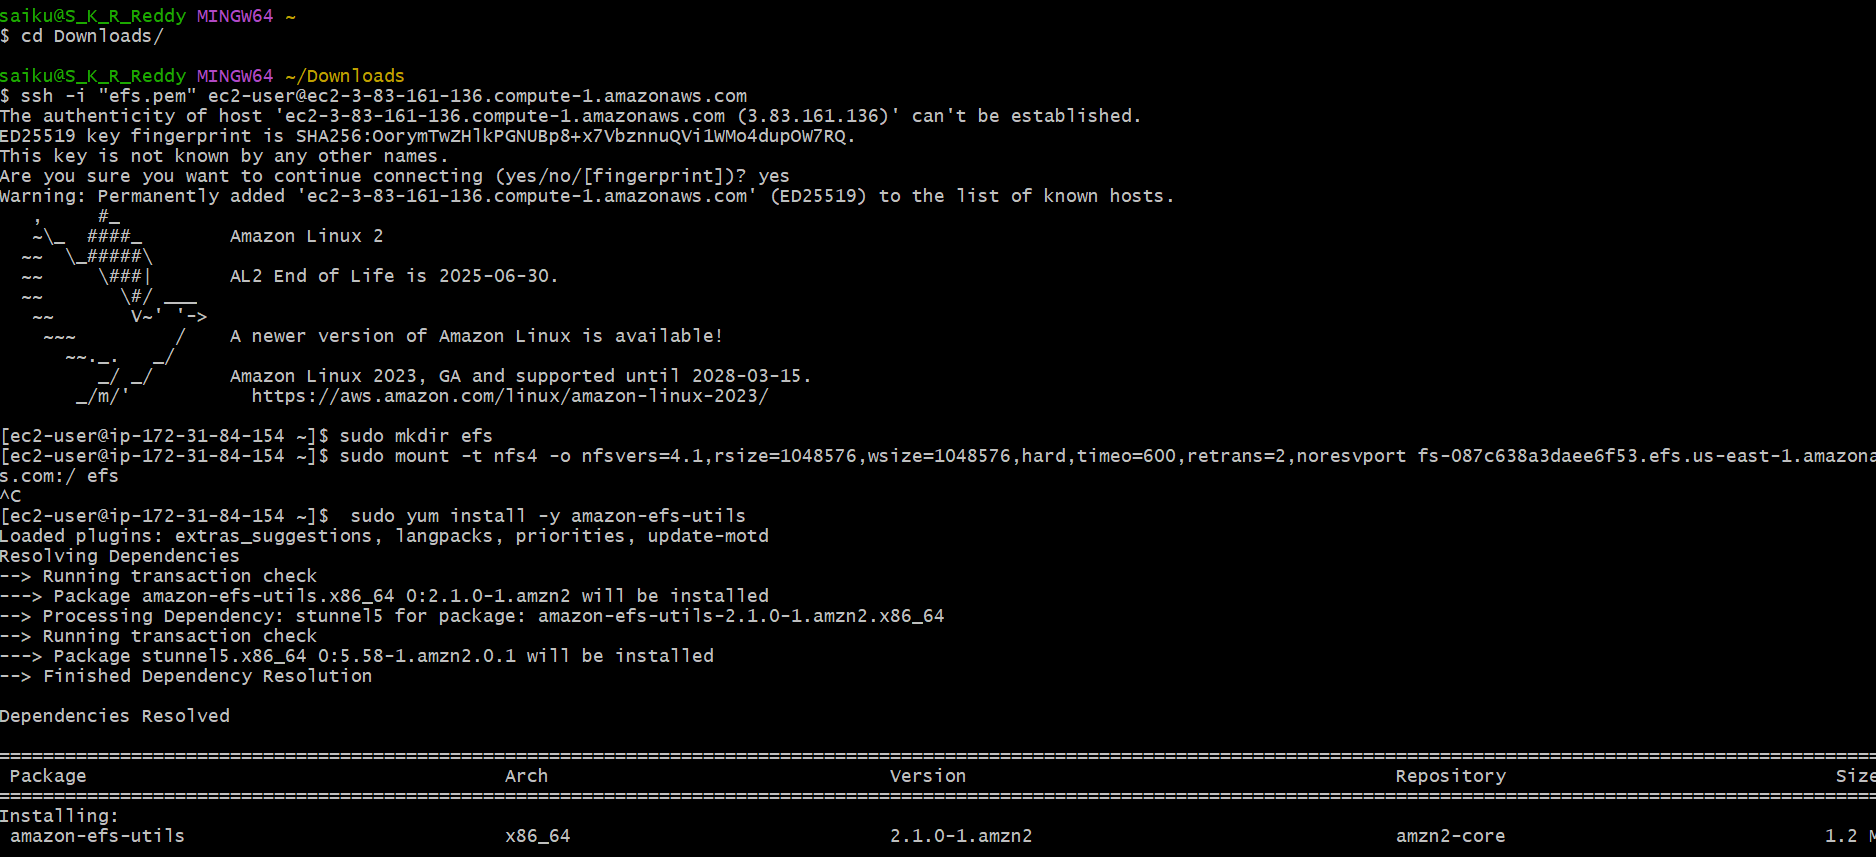 saiku@S_K_R_Reddy MINGW64 ~
$ cd Downloads/
saiku@S_K_R_Reddy MINGW64 ~/Downloads
$ ssh -i "efs.pem" ec2-user@ec2-3-83-161-136.compute-1.amazonaws.com
The authenticity of host 'ec2-3-83-161-136.compute-1.amazonaws.com (3.83.161.136)' can't be established.
ED25519 key fingerprint is SHA256:OorymTwZHlkPGNUBp8+x7VbznnuQVi1WMo4dupOW7RQ.
This key is not known by any other names.
Are you sure you want to continue connecting (yes/no/[fingerprint])? yes
Warning: Permanently added 'ec2-3-83-161-136.compute-1.amazonaws.com' (ED25519) to the list of known hosts.
   ,     #_
   ~\_  ####_        Amazon Linux 2
  ~~  \_#####\
  ~~     \###|       AL2 End of Life is 2025-06-30.
  ~~       \#/ ___
   ~~       V~' '->
    ~~~         /    A newer version of Amazon Linux is available!
      ~~._.   _/
         _/ _/       Amazon Linux 2023, GA and supported until 2028-03-15.
       _/m/'           https://aws.amazon.com/linux/amazon-linux-2023/
[ec2-user@ip-172-31-84-154 ~]$ sudo mkdir efs
[ec2-user@ip-172-31-84-154 ~]$ sudo mount -t nfs4 -o nfsvers=4.1,rsize=1048576,wsize=1048576,hard,timeo=600,retrans=2,noresvport fs-087c638a3daee6f53.efs.us-east-1.amazona
s.com:/ efs
^C
[ec2-user@ip-172-31-84-154 ~]$  sudo yum install -y amazon-efs-utils
Loaded plugins: extras_suggestions, langpacks, priorities, update-motd
Resolving Dependencies
--> Running transaction check
---> Package amazon-efs-utils.x86_64 0:2.1.0-1.amzn2 will be installed
--> Processing Dependency: stunnel5 for package: amazon-efs-utils-2.1.0-1.amzn2.x86_64
--> Running transaction check
---> Package stunnel5.x86_64 0:5.58-1.amzn2.0.1 will be installed
--> Finished Dependency Resolution
Dependencies Resolved
Package Arch Version Repository Size
Installing:
amazon-efs-utils x86_64 2.1.0-1.amzn2 amzn2-core 1.2 M